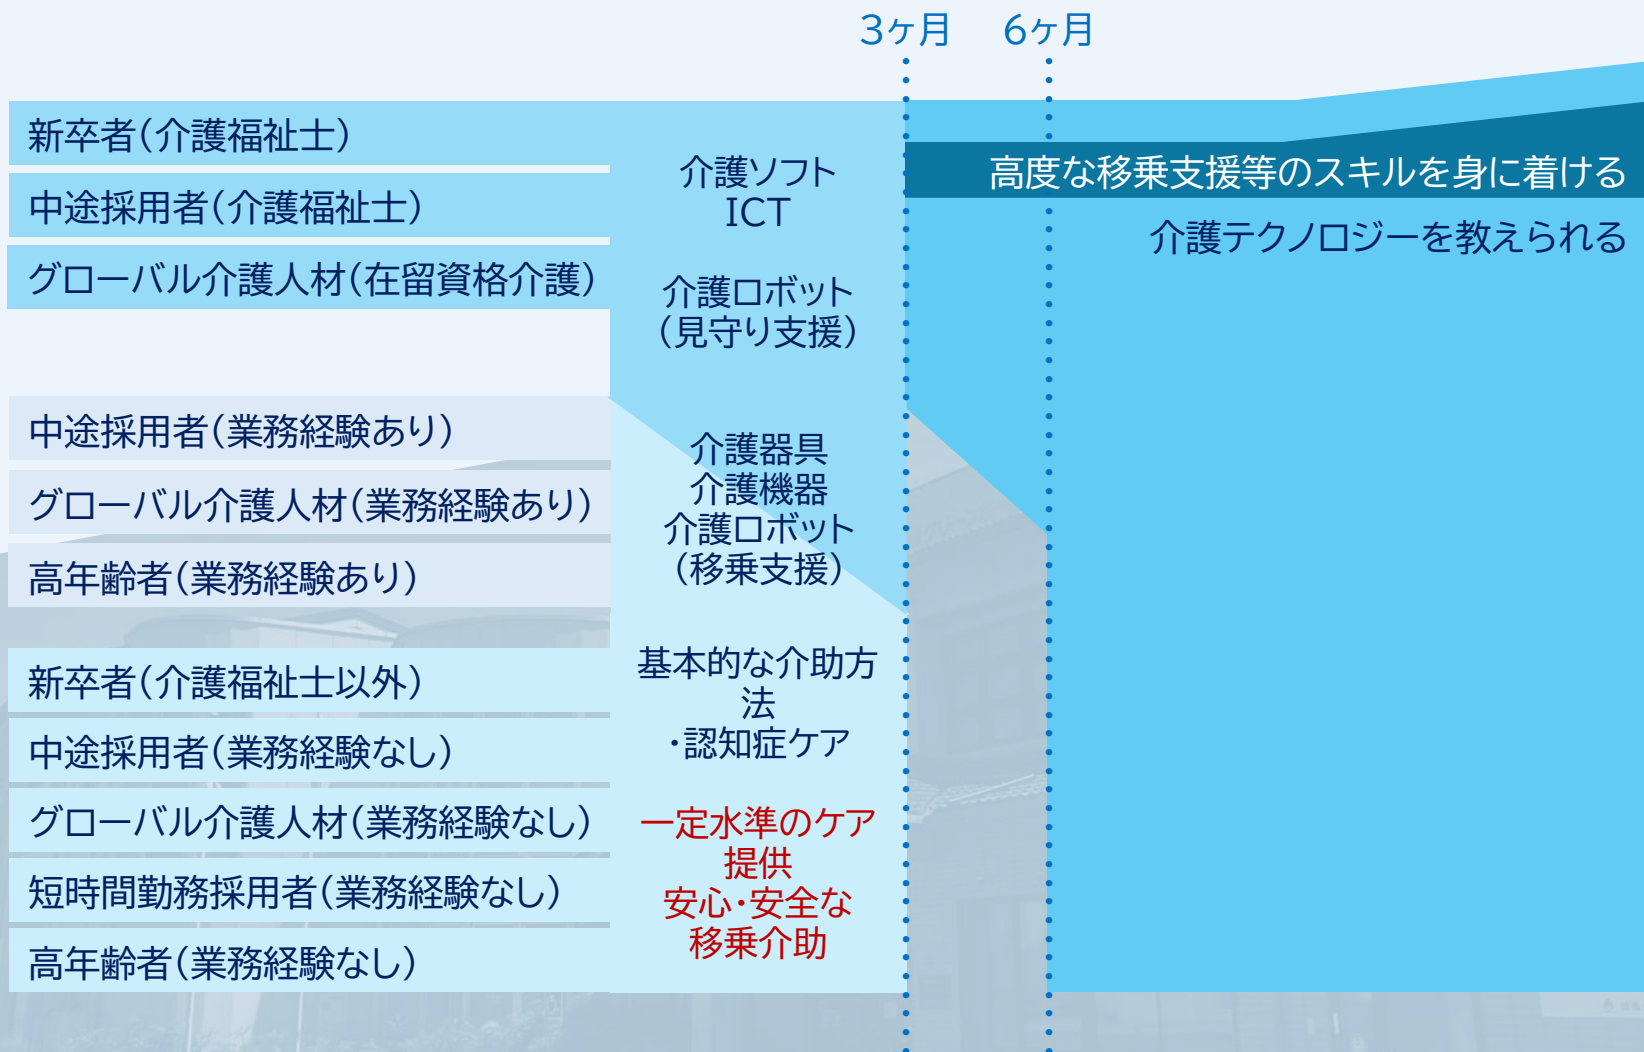 3ヶ月 6ヶ月
新卒者(介護福祉士)
中途採用者(介護福祉士)
グローバル介護人材(在留資格介護)
中途採用者(業務経験あり)
グローバル介護人材(業務経験あり)
高年齢者(業務経験あり)
新卒者(介護福祉士以外)
中途採用者(業務経験なし)
グローバル介護人材(業務経験なし)
短時間勤務採用者(業務経験なし)
高年齢者(業務経験なし)
介護ソフト
ICT
介護ロボット
(見守り支援)
介護器具
介護機器
介護ロボット
(移乗支援)
基本的な介助方
法
・認知症ケア
一定水準のケア
提供
安心・安全な
移乗介助
高度な移乗支援等のスキルを身に着ける
介護テクノロジーを教えられる